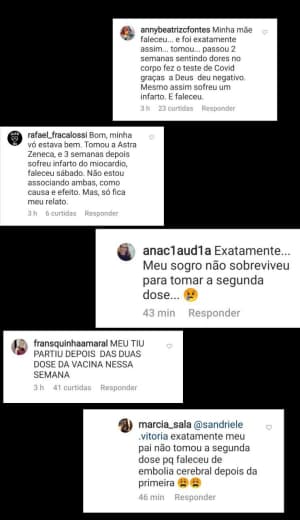 annybeatrizcfontes Minha mãe
faleceu... e foi exatamente
assim... tomou... passou 2
semanas sentindo dores no
corpo fez o teste de Covid
graças a Deus deu negativo.
Mesmo assim sofreu um
infarto. E faleceu.
3 h 23 curtidas Responder
rafael_fracalossi Bom, minha
vó estava bem. Tomou a Astra
Zeneca, e 3 semanas depois
sofreu infarto do miocardio,
faleceu sábado. Não estou
associando ambas, como
causa e efeito. Mas, só fica
meu relato.
3 h 6 curtidas Responder
anac1aud1a Exatamente...
Meu sogro não sobreviveu
para tomar a segunda
dose... 😢
43 min Responder
fransquinhaamaral MEU TIU
PARTIU DEPOIS DAS DUAS
DOSE DA VACINA NESSA
SEMANA
3 h 41 curtidas Responder
marcia_sala @sandriele
.vitoria exatamente meu
pai não tomou a segunda
dose pq faleceu de
embolia cerebral depois da
primeira 😩😩
46 min Responder